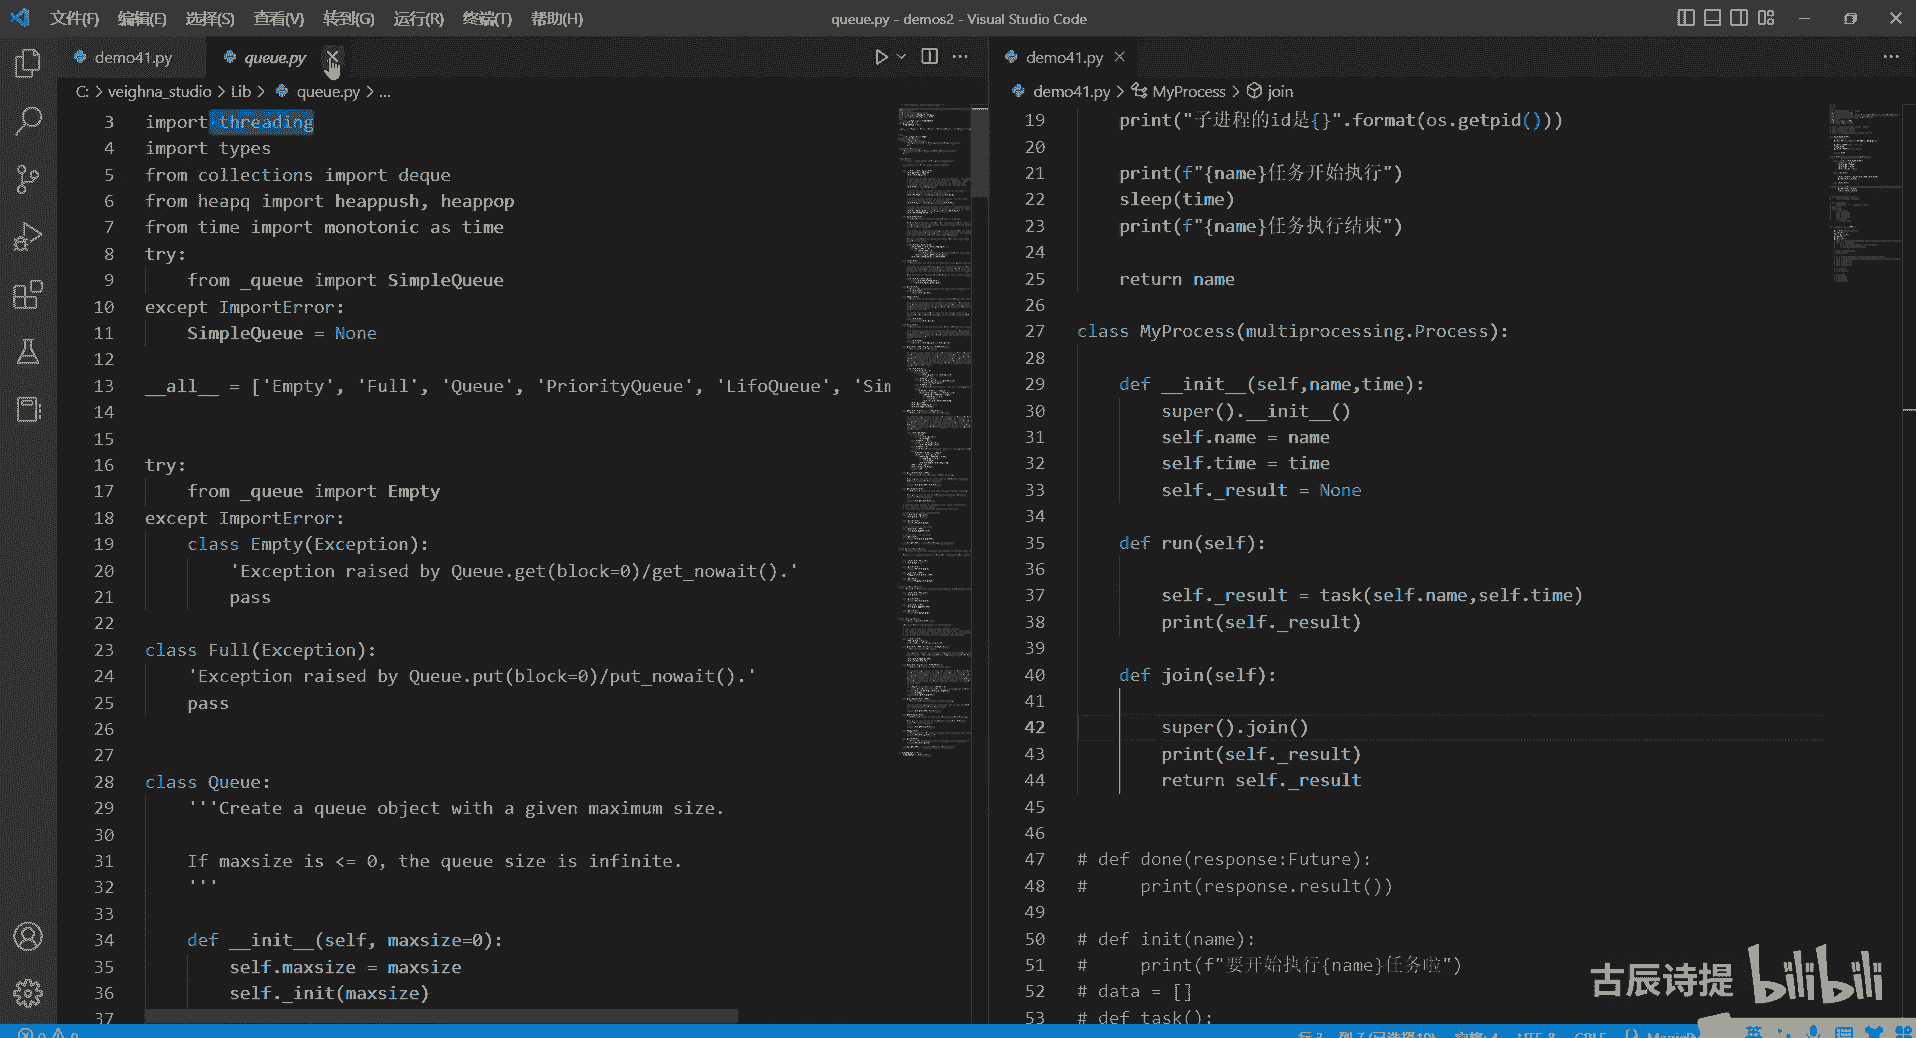 文件(F) 编辑(E) 选择(S) 查看(V) 转到(G) 运行(R) 终端(T) 帮助(H)
queue.py - demos2 - Visual Studio Code
demo41.py
queue.py
C: > veighna_studio > Lib > queue.py > ...
3 import threading
4 import types
5 from collections import deque
6 from heapq import heappush, heappop
7 from time import monotonic as time
8 try:
9 from _queue import SimpleQueue
10 except ImportError:
11 SimpleQueue = None
12
13 __all__ = ['Empty', 'Full', 'Queue', 'PriorityQueue', 'LifoQueue', 'Sim
14
15
16 try:
17 from _queue import Empty
18 except ImportError:
19 class Empty(Exception):
20 'Exception raised by Queue.get(block=0)/get_nowait().'
21 pass
22
23 class Full(Exception):
24 'Exception raised by Queue.put(block=0)/put_nowait().'
25 pass
26
27
28 class Queue:
29 '''Create a queue object with a given maximum size.
30
31 If maxsize is <= 0, the queue size is infinite.
32 '''
33
34 def __init__(self, maxsize=0):
35 self.maxsize = maxsize
36 self._init(maxsize)
37
demo41.py
demo41.py > MyProcess > join
19 print("子进程的id是{}".format(os.getpid()))
20
21 print(f"{name}任务开始执行")
22 sleep(time)
23 print(f"{name}任务执行结束")
24
25 return name
26
27 class MyProcess(multiprocessing.Process):
28
29 def __init__(self,name,time):
30 super().__init__()
31 self.name = name
32 self.time = time
33 self._result = None
34
35 def run(self):
36
37 self._result = task(self.name,self.time)
38 print(self._result)
39
40 def join(self):
41
42 super().join()
43 print(self._result)
44 return self._result
45
46
47 # def done(response:Future):
48 # print(response.result())
49
50 # def init(name):
51 # print(f"要开始执行{name}任务啦")
52 # data = []
53 # def task():
古辰诗提 bilibili
英